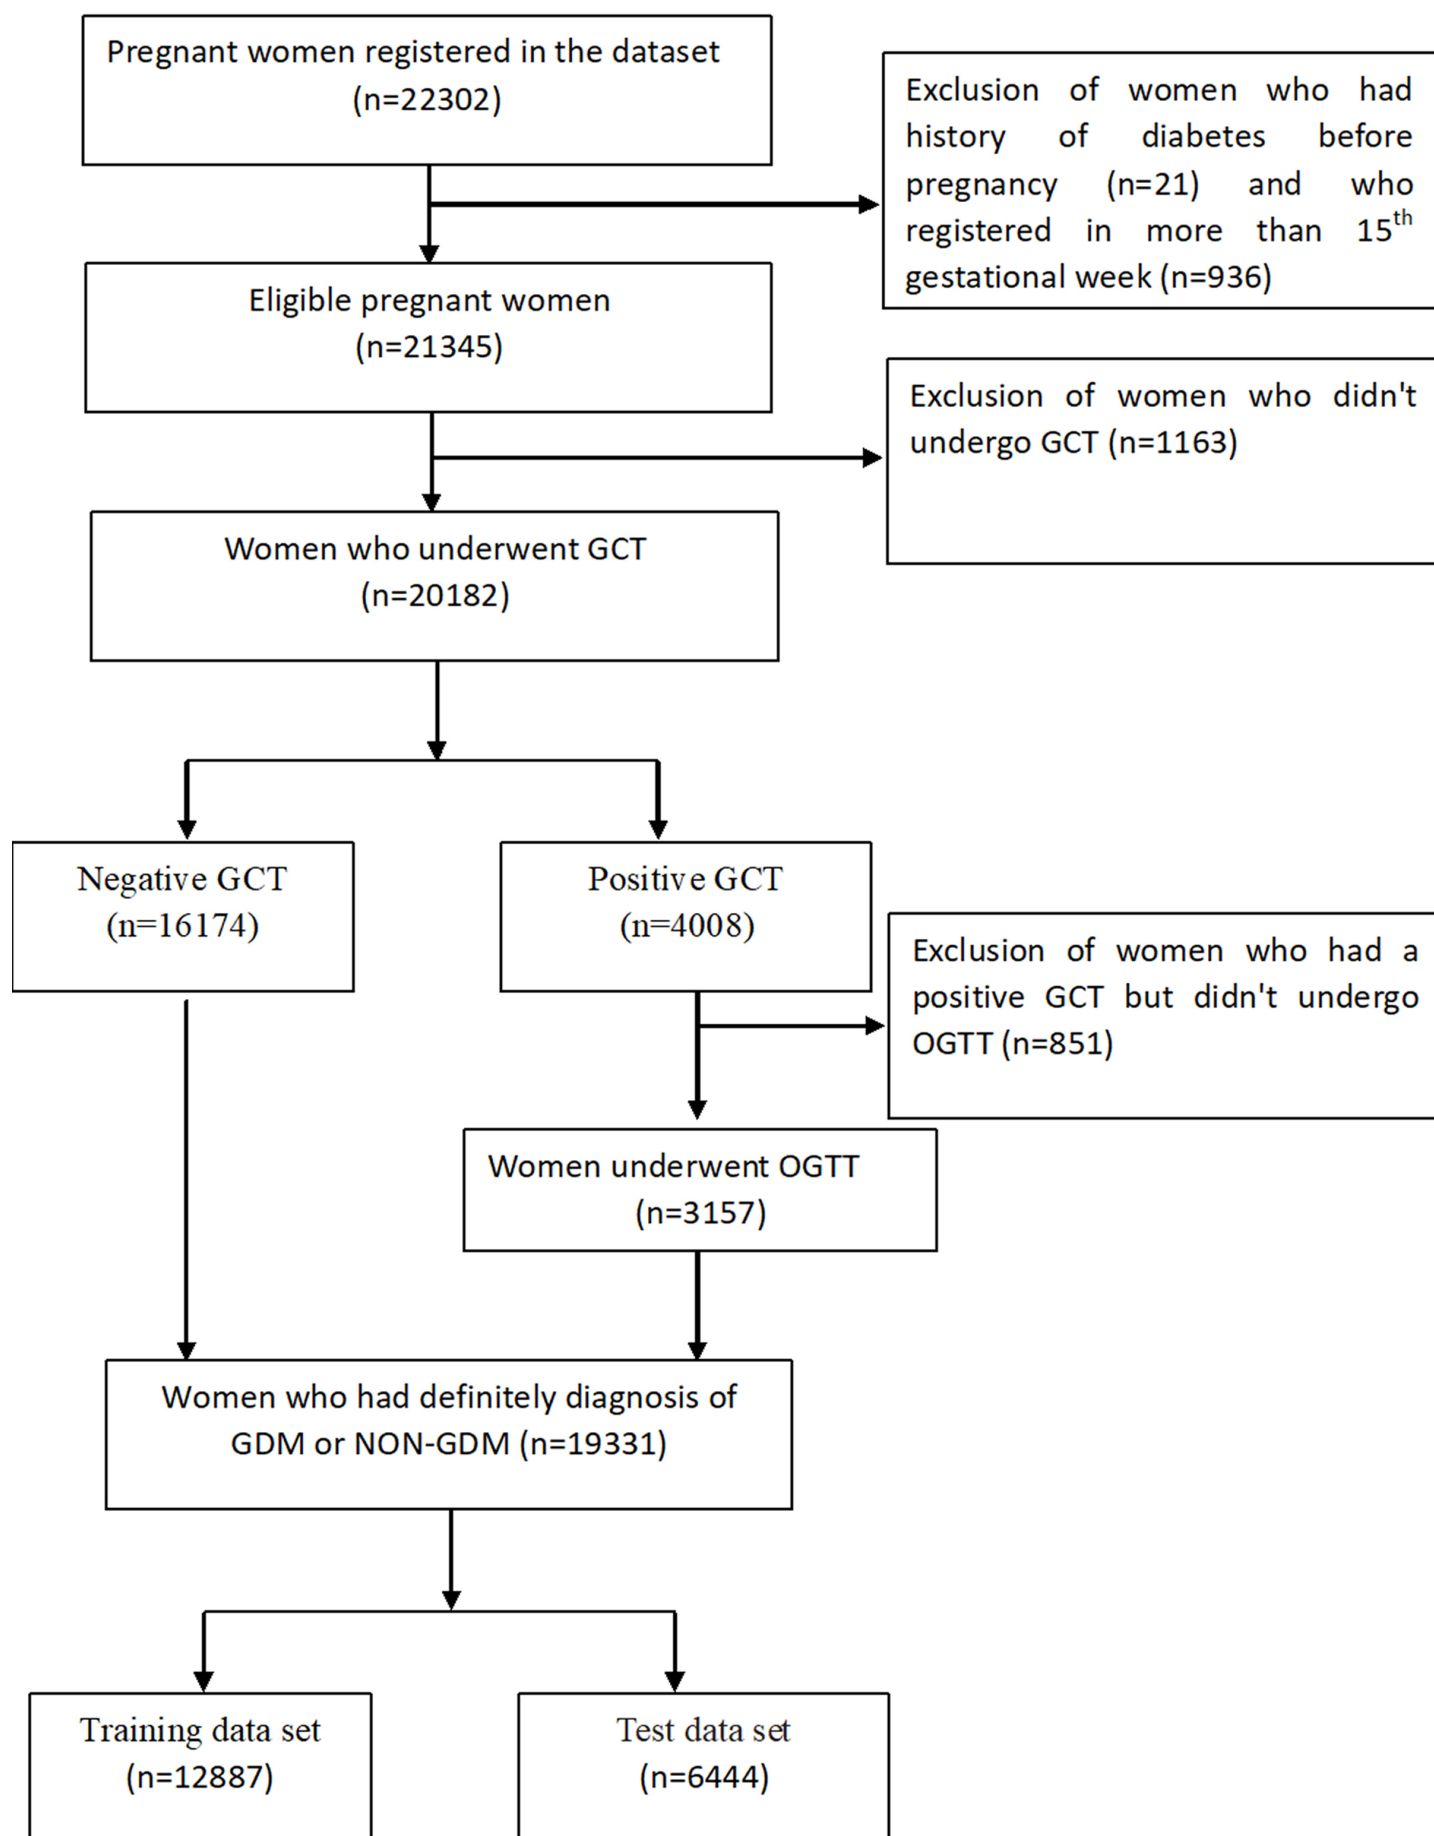 Pregnant women registered in the dataset
(n=22302)
Exclusion of women who had
history of diabetes before
pregnancy (n=21) and who
registered in more than 15th
gestational week (n=936)
Eligible pregnant women
(n=21345)
Exclusion of women who didn't
undergo GCT (n=1163)
Women who underwent GCT
(n=20182)
Negative GCT
(n=16174)
Positive GCT
(n=4008)
Exclusion of women who had a
positive GCT but didn't undergo
OGTT (n=851)
Women underwent OGTT
(n=3157)
Women who had definitely diagnosis of
GDM or NON-GDM (n=19331)
Training data set
(n=12887)
Test data set
(n=6444)